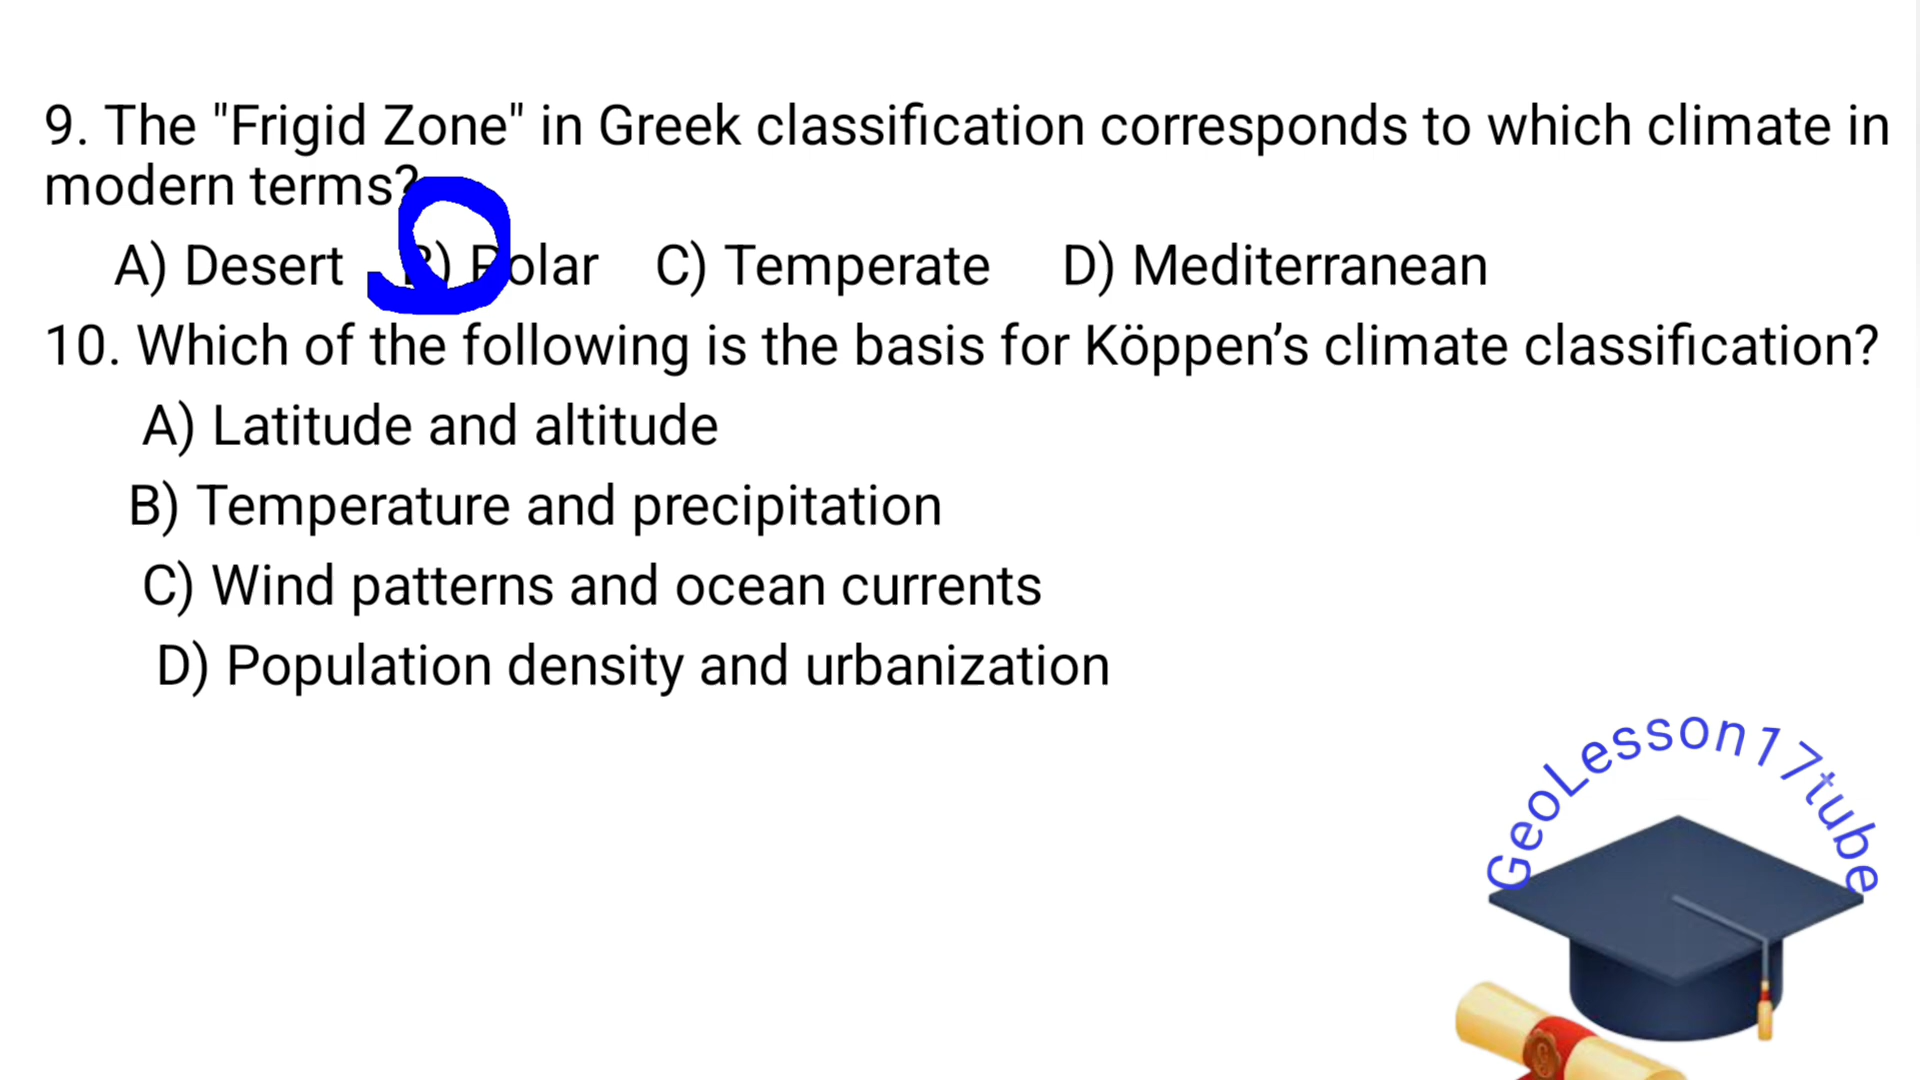 9. The "Frigid Zone" in Greek classification corresponds to which climate in
modern terms?
A) Desert B) Polar C) Temperate D) Mediterranean
10. Which of the following is the basis for Köppen’s climate classification?
A) Latitude and altitude
B) Temperature and precipitation
C) Wind patterns and ocean currents
D) Population density and urbanization
GeoLesson17tube